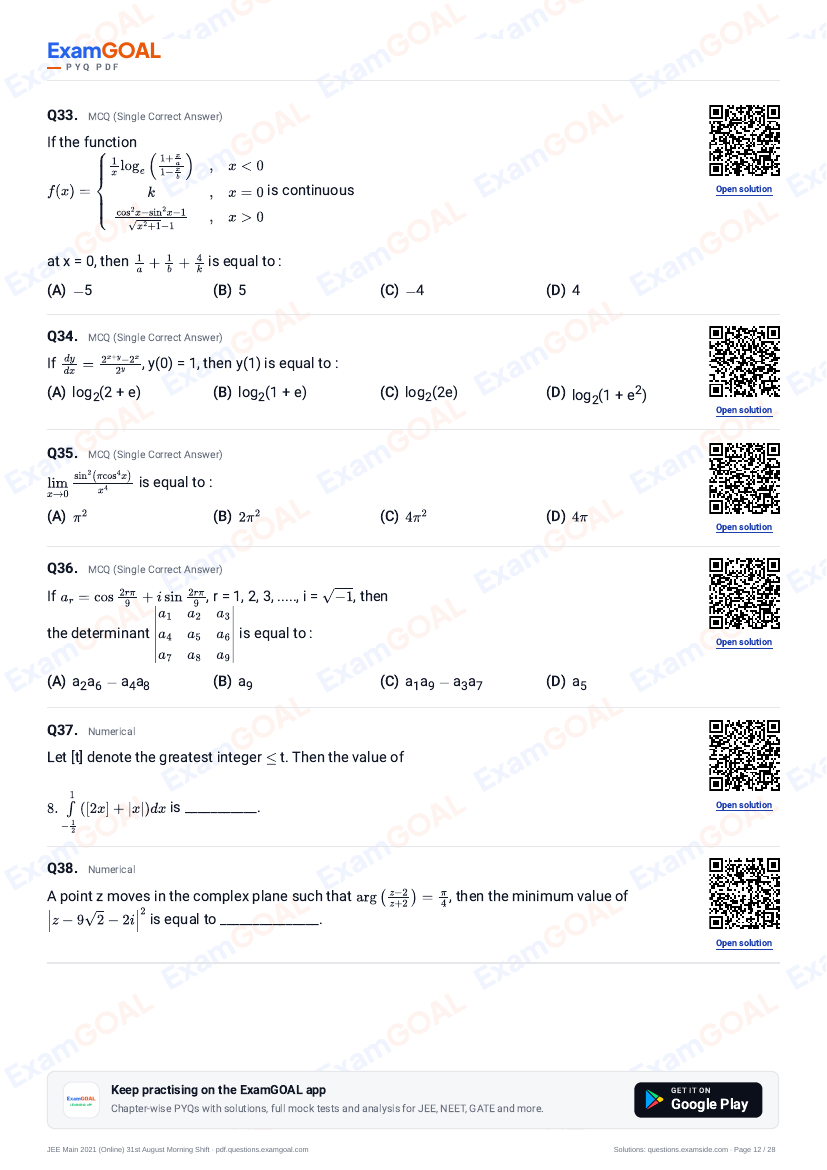 ExamGOAL
PYQ PDF
Q33. MCQ (Single Correct Answer)
If the function
f(x) = { 1/x log_e ((1+x/a)/(1−x/b)) , x < 0
k , x = 0 is continuous
(cos²x−sin²x−1)/(√(x²+1)−1) , x > 0
at x = 0, then 1/a + 1/b + 4/k is equal to :
(A) −5 (B) 5 (C) −4 (D) 4
Open solution
Q34. MCQ (Single Correct Answer)
If dy/dx = (2^(x+y)−2^x)/2^y, y(0) = 1, then y(1) is equal to :
(A) log₂(2 + e) (B) log₂(1 + e) (C) log₂(2e) (D) log₂(1 + e²)
Open solution
Q35. MCQ (Single Correct Answer)
lim x→0 sin²(πcos⁴x)/x⁴ is equal to :
(A) π² (B) 2π² (C) 4π² (D) 4π
Open solution
Q36. MCQ (Single Correct Answer)
If a_r = cos 2rπ/9 + i sin 2rπ/9, r = 1, 2, 3, ....., i = √−1, then
the determinant |a₁ a₂ a₃
a₄ a₅ a₆
a₇ a₈ a₉| is equal to :
(A) a₂a₆ − a₄a₈ (B) a₉ (C) a₁a₉ − a₃a₇ (D) a₅
Open solution
Q37. Numerical
Let [t] denote the greatest integer ≤ t. Then the value of
8. ∫_{−1/2}^{1} ([2x] + |x|)dx is ___________.
Open solution
Q38. Numerical
A point z moves in the complex plane such that arg ((z−2)/(z+2)) = π/4, then the minimum value of
|z − 9√2 − 2i|² is equal to _______________.
Open solution
Keep practising on the ExamGOAL app
Chapter-wise PYQs with solutions, full mock tests and analysis for JEE, NEET, GATE and more.
GET IT ON
Google Play
JEE Main 2021 (Online) 31st August Morning Shift · pdf.questions.examgoal.com
Solutions: questions.examside.com · Page 12 / 28